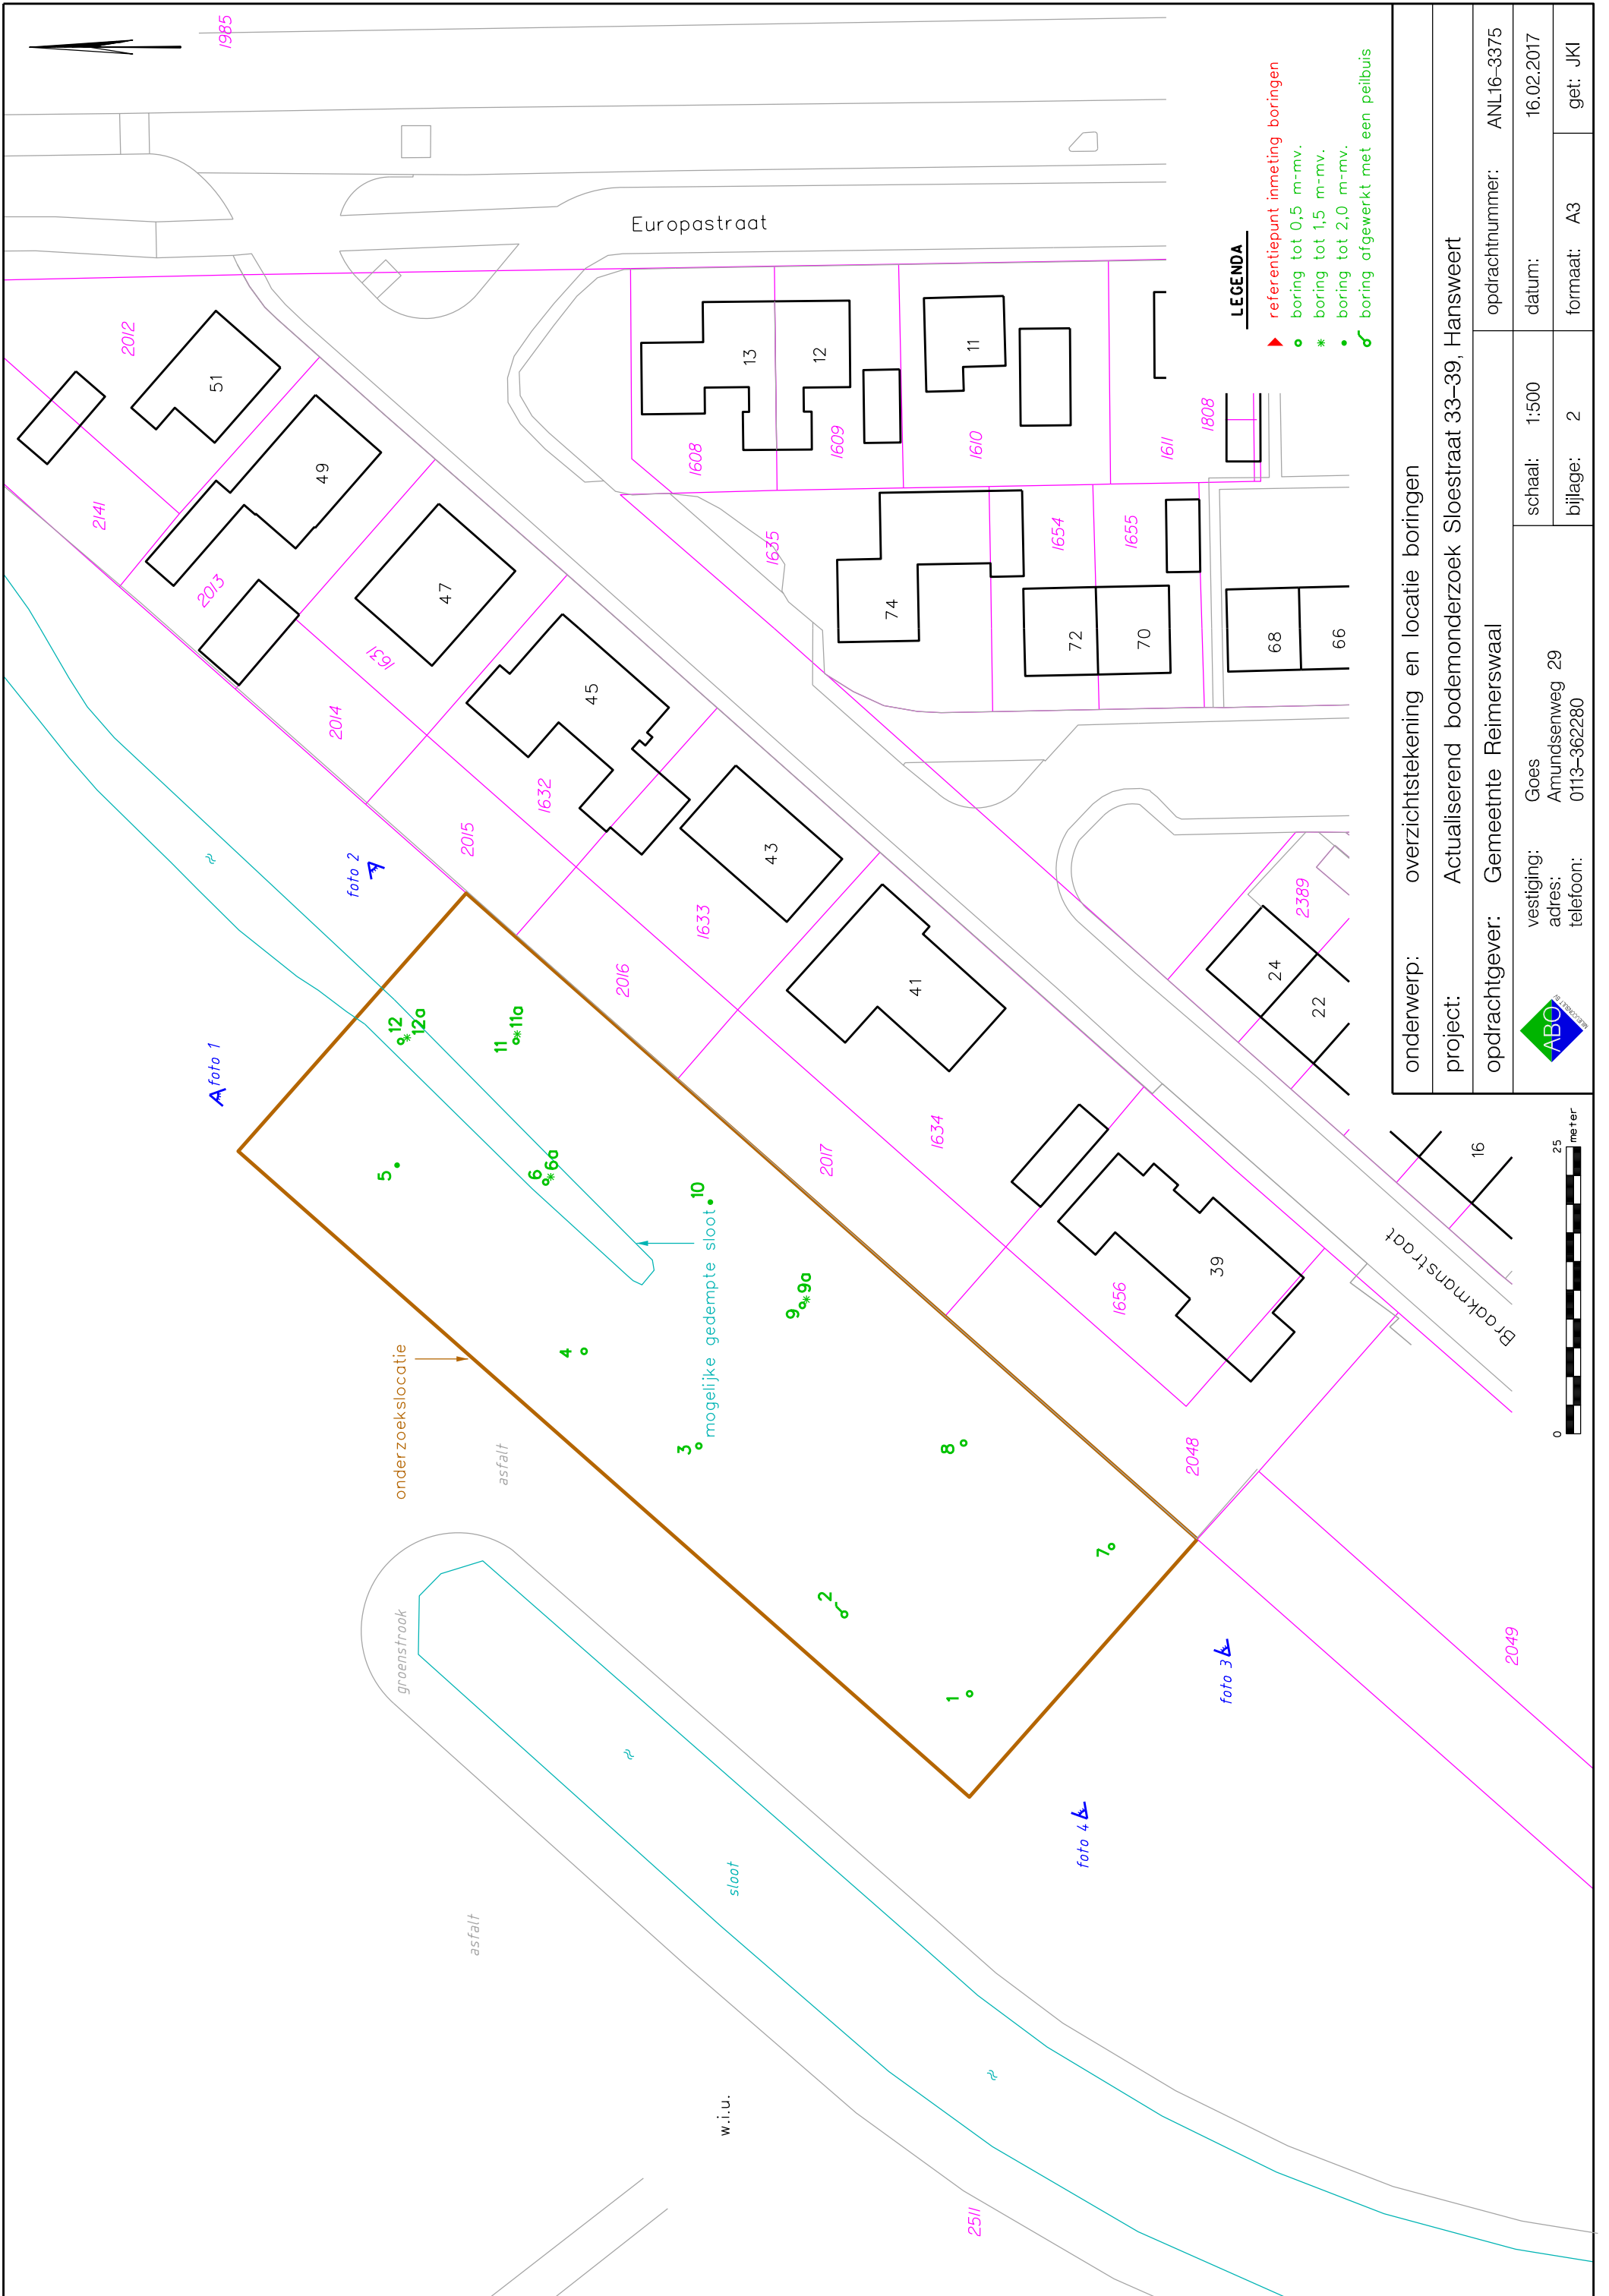 1985
Europastraat
2012
51
2141
49
2013
47
1631
2014
45
1632
2015
43
1633
2016
41
1634
2017
39
1656
2048
2049
2511
13
12
11
1608
1609
1610
1611
1808
1635
74
1654
1655
72
70
68
66
2389
24
22
16
Braakmanstraat
foto 1
foto 2
foto 3
foto 4
12
12a
11
11a
5
6
6a
10
9
9a
4
3
8
7
2
1
mogelijke gedempte sloot
onderzoekslocatie
asfalt
groenstrook
sloot
asfalt
w.i.u.
LEGENDA
referentiepunt inmeting boringen
boring tot 0,5 m-mv.
boring tot 1,5 m-mv.
boring tot 2,0 m-mv.
boring afgewerkt met een peilbuis
0 25
meter
onderwerp: overzichtstekening en locatie boringen
project: Actualiserend bodemonderzoek Sloestraat 33-39, Hansweert
opdrachtgever: Gemeetnte Reimerswaal opdrachtnummer: ANL16-3375
vestiging: Goes schaal: 1:500 datum: 16.02.2017
adres: Amundsenweg 29
telefoon: 0113-362280 bijlage: 2 formaat: A3 get: JKI
ABO
MILIEUCONSULT BV